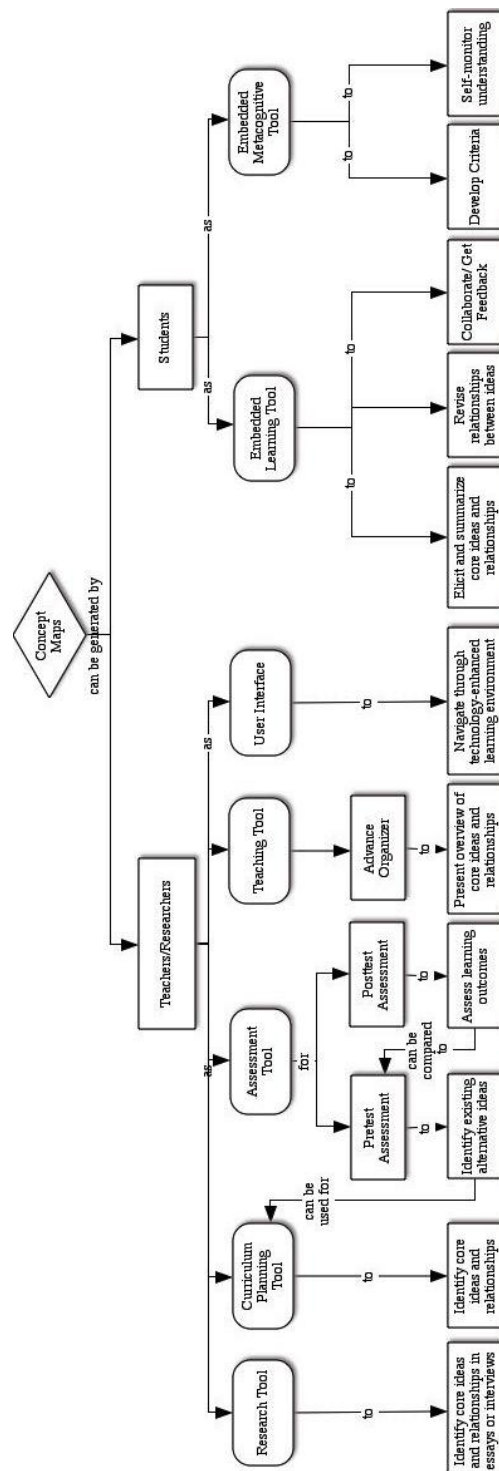 Concept
Maps
can be generated by
Teachers/Researchers
Students
as
as
as
as
Research Tool
Curriculum
Planning
Tool
Assessment
Tool
Teaching Tool
User Interface
Embedded
Learning Tool
Embedded
Metacognitive
Tool
can be
used for
for
Pretest
Assessment
Posttest
Assessment
Advance
Organizer
can be
compared
to
to
to
to
to
to
to
to
to
to
to
to
Identify core ideas
and relationships in
essays or interviews
Identify core
ideas and
relationships
Identify existing
alternative ideas
Assess learning
outcomes
Present overview of
core ideas and
relationships
Navigate through
technology-enhanced
learning environment
Elicit and summarize
core ideas and
relationships
Revise
relationships
between ideas
Collaborate/ Get
Feedback
Develop Criteria
Self-monitor
understanding